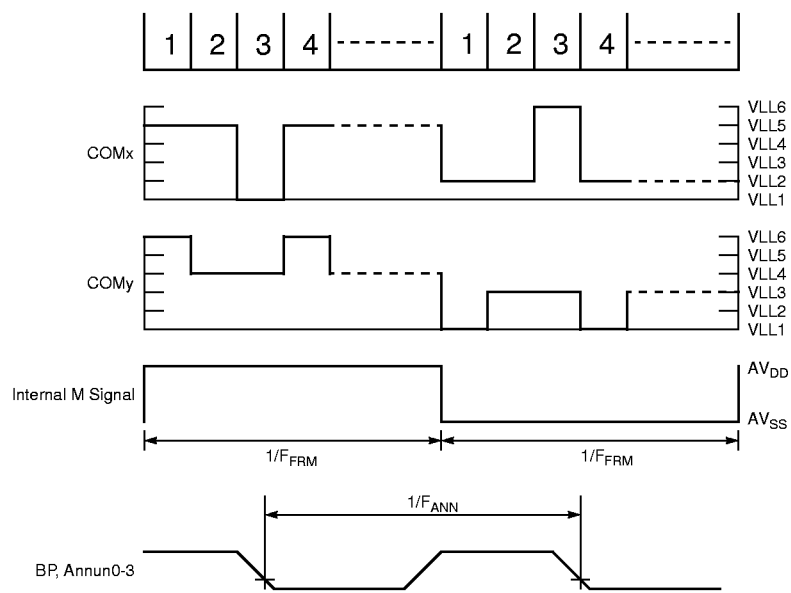 1 2 3 4 1 2 3 4
VLL6
VLL5
VLL4
COMx
VLL3
VLL2
VLL1
VLL6
VLL5
COMy
VLL4
VLL3
VLL2
VLL1
AVDD
Internal M Signal
AVSS
1/FFRM 1/FFRM
1/FANN
BP, Annun0-3